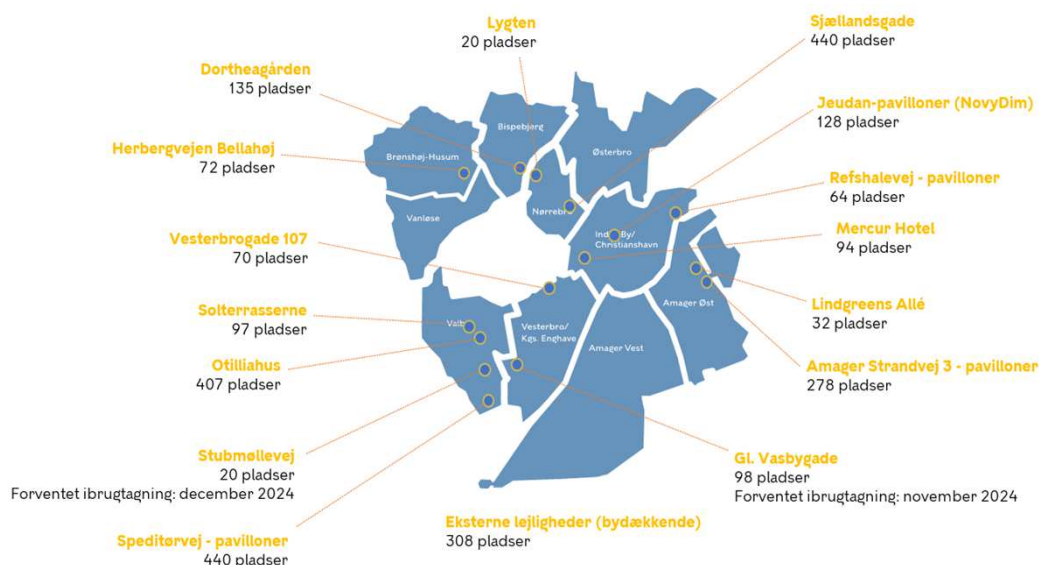 Lygten
20 pladser
Sjællandsgade
440 pladser
Dortheagården
135 pladser
Jeudan-pavilloner (NovyDim)
128 pladser
Herbergvejen Bellahøj
72 pladser
Refshalevej - pavilloner
64 pladser
Vesterbrogade 107
70 pladser
Mercur Hotel
94 pladser
Solterrasserne
97 pladser
Lindgreens Allé
32 pladser
Otilliahus
407 pladser
Amager Strandvej 3 - pavilloner
278 pladser
Stubmøllevej
20 pladser
Forventet ibrugtagning: december 2024
Gl. Vasbygade
98 pladser
Forventet ibrugtagning: november 2024
Speditørvej - pavilloner
440 pladser
Eksterne lejligheder (bydækkende)
308 pladser
Bispebjerg
Brønshøj-Husum
Østerbro
Vanløse
Nørrebro
Indre By/
Christianshavn
Valby
Vesterbro/
Kgs. Enghave
Amager Vest
Amager Øst